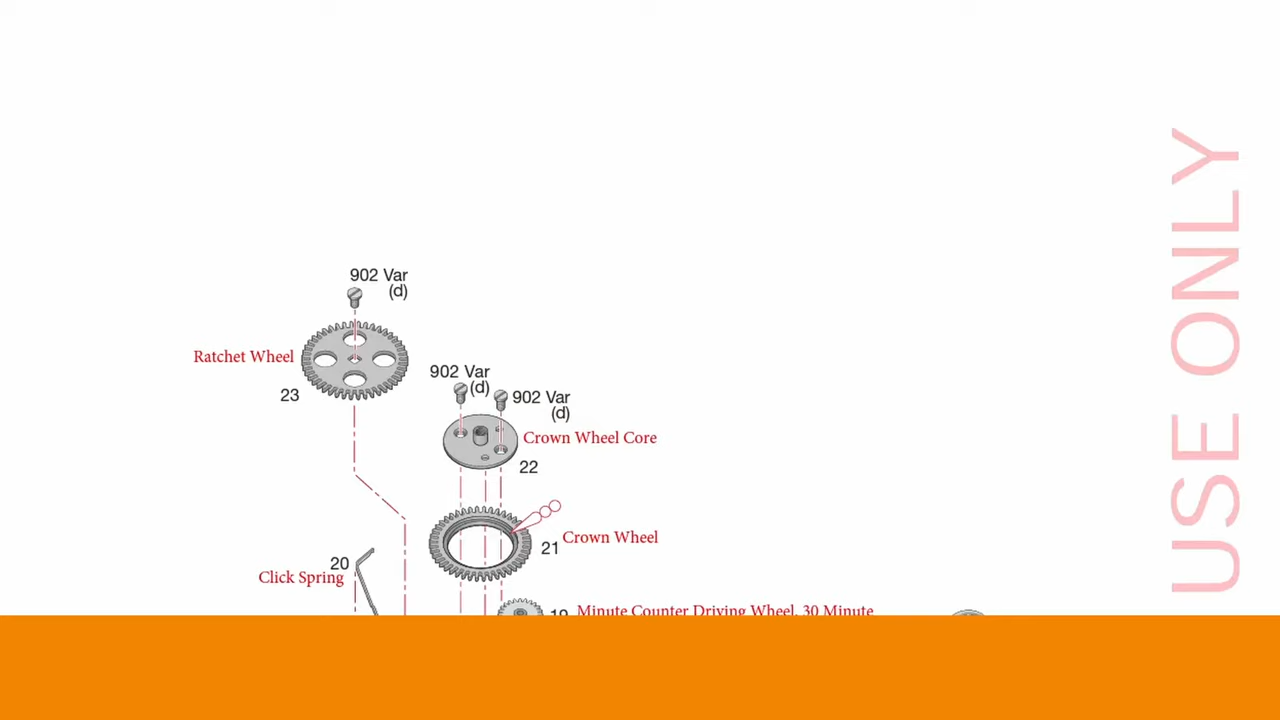 902 Var
(d)
Ratchet Wheel
23
902 Var
(d)
902 Var
(d)
Crown Wheel Core
22
21
Crown Wheel
20
Click Spring
19
Minute Counter Driving Wheel, 30 Minute
USE ONLY